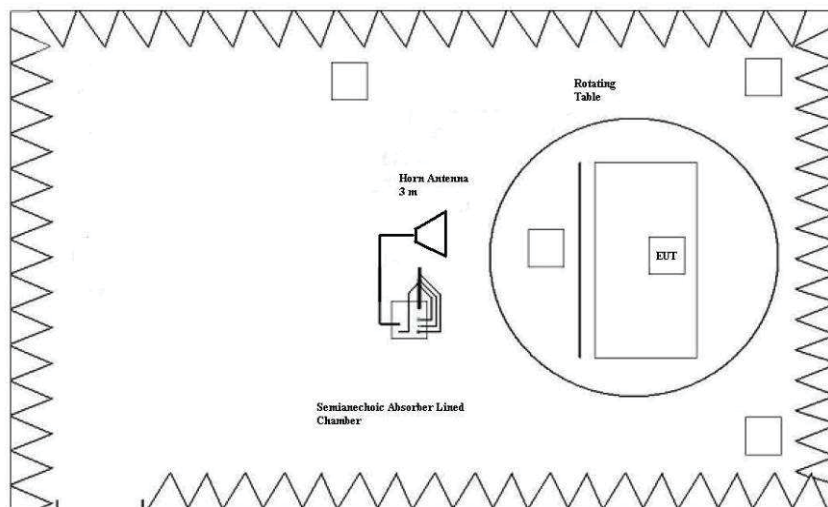 Rotating
Table
Horn Antenna
3 m
EUT
Semianechoic Absorber Lined
Chamber